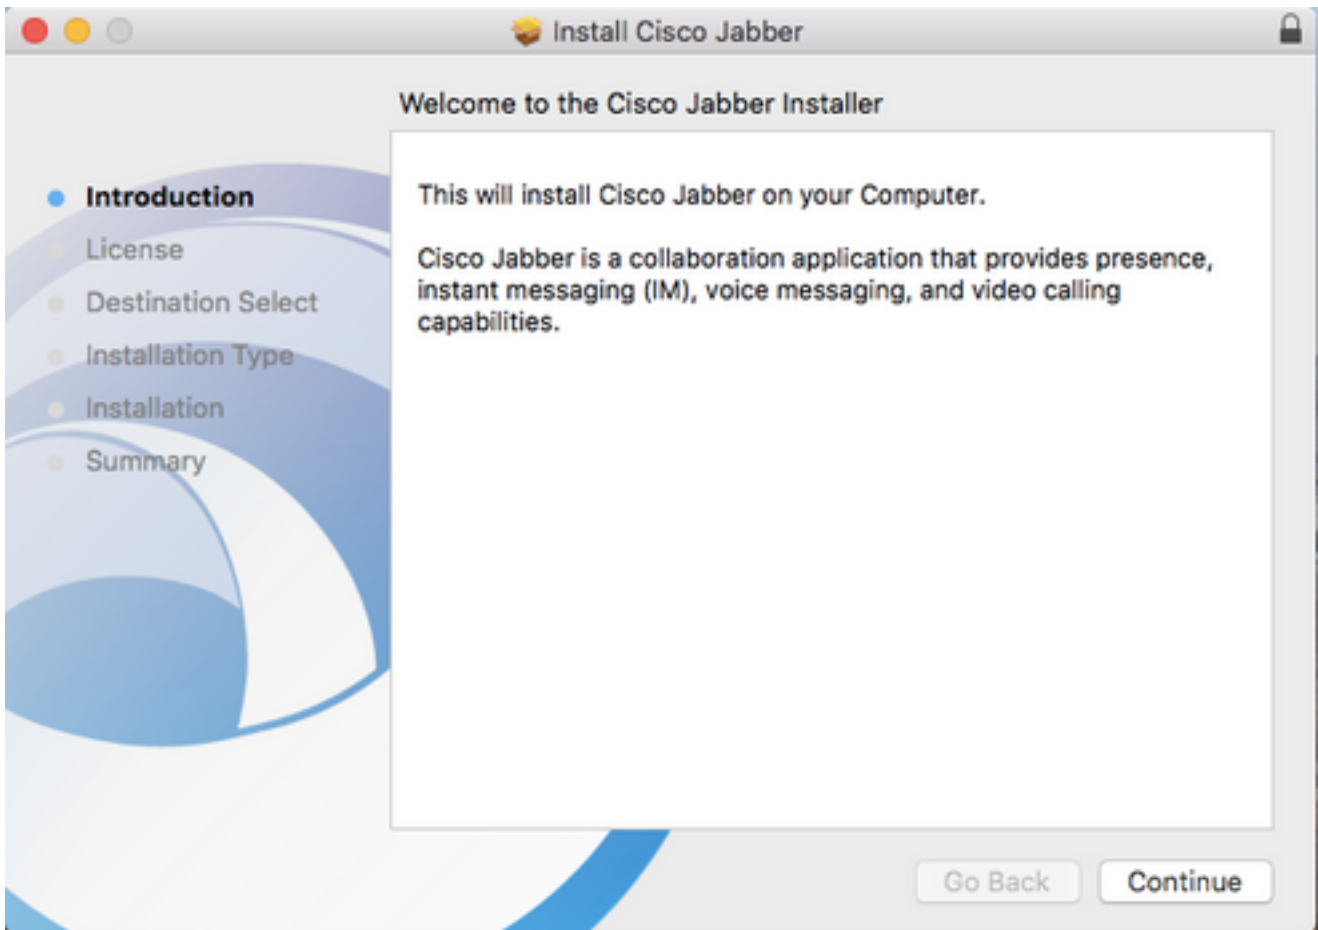 Install Cisco Jabber
Welcome to the Cisco Jabber Installer
Introduction
License
Destination Select
Installation Type
Installation
Summary
This will install Cisco Jabber on your Computer.
Cisco Jabber is a collaboration application that provides presence,
instant messaging (IM), voice messaging, and video calling
capabilities.
Go Back
Continue